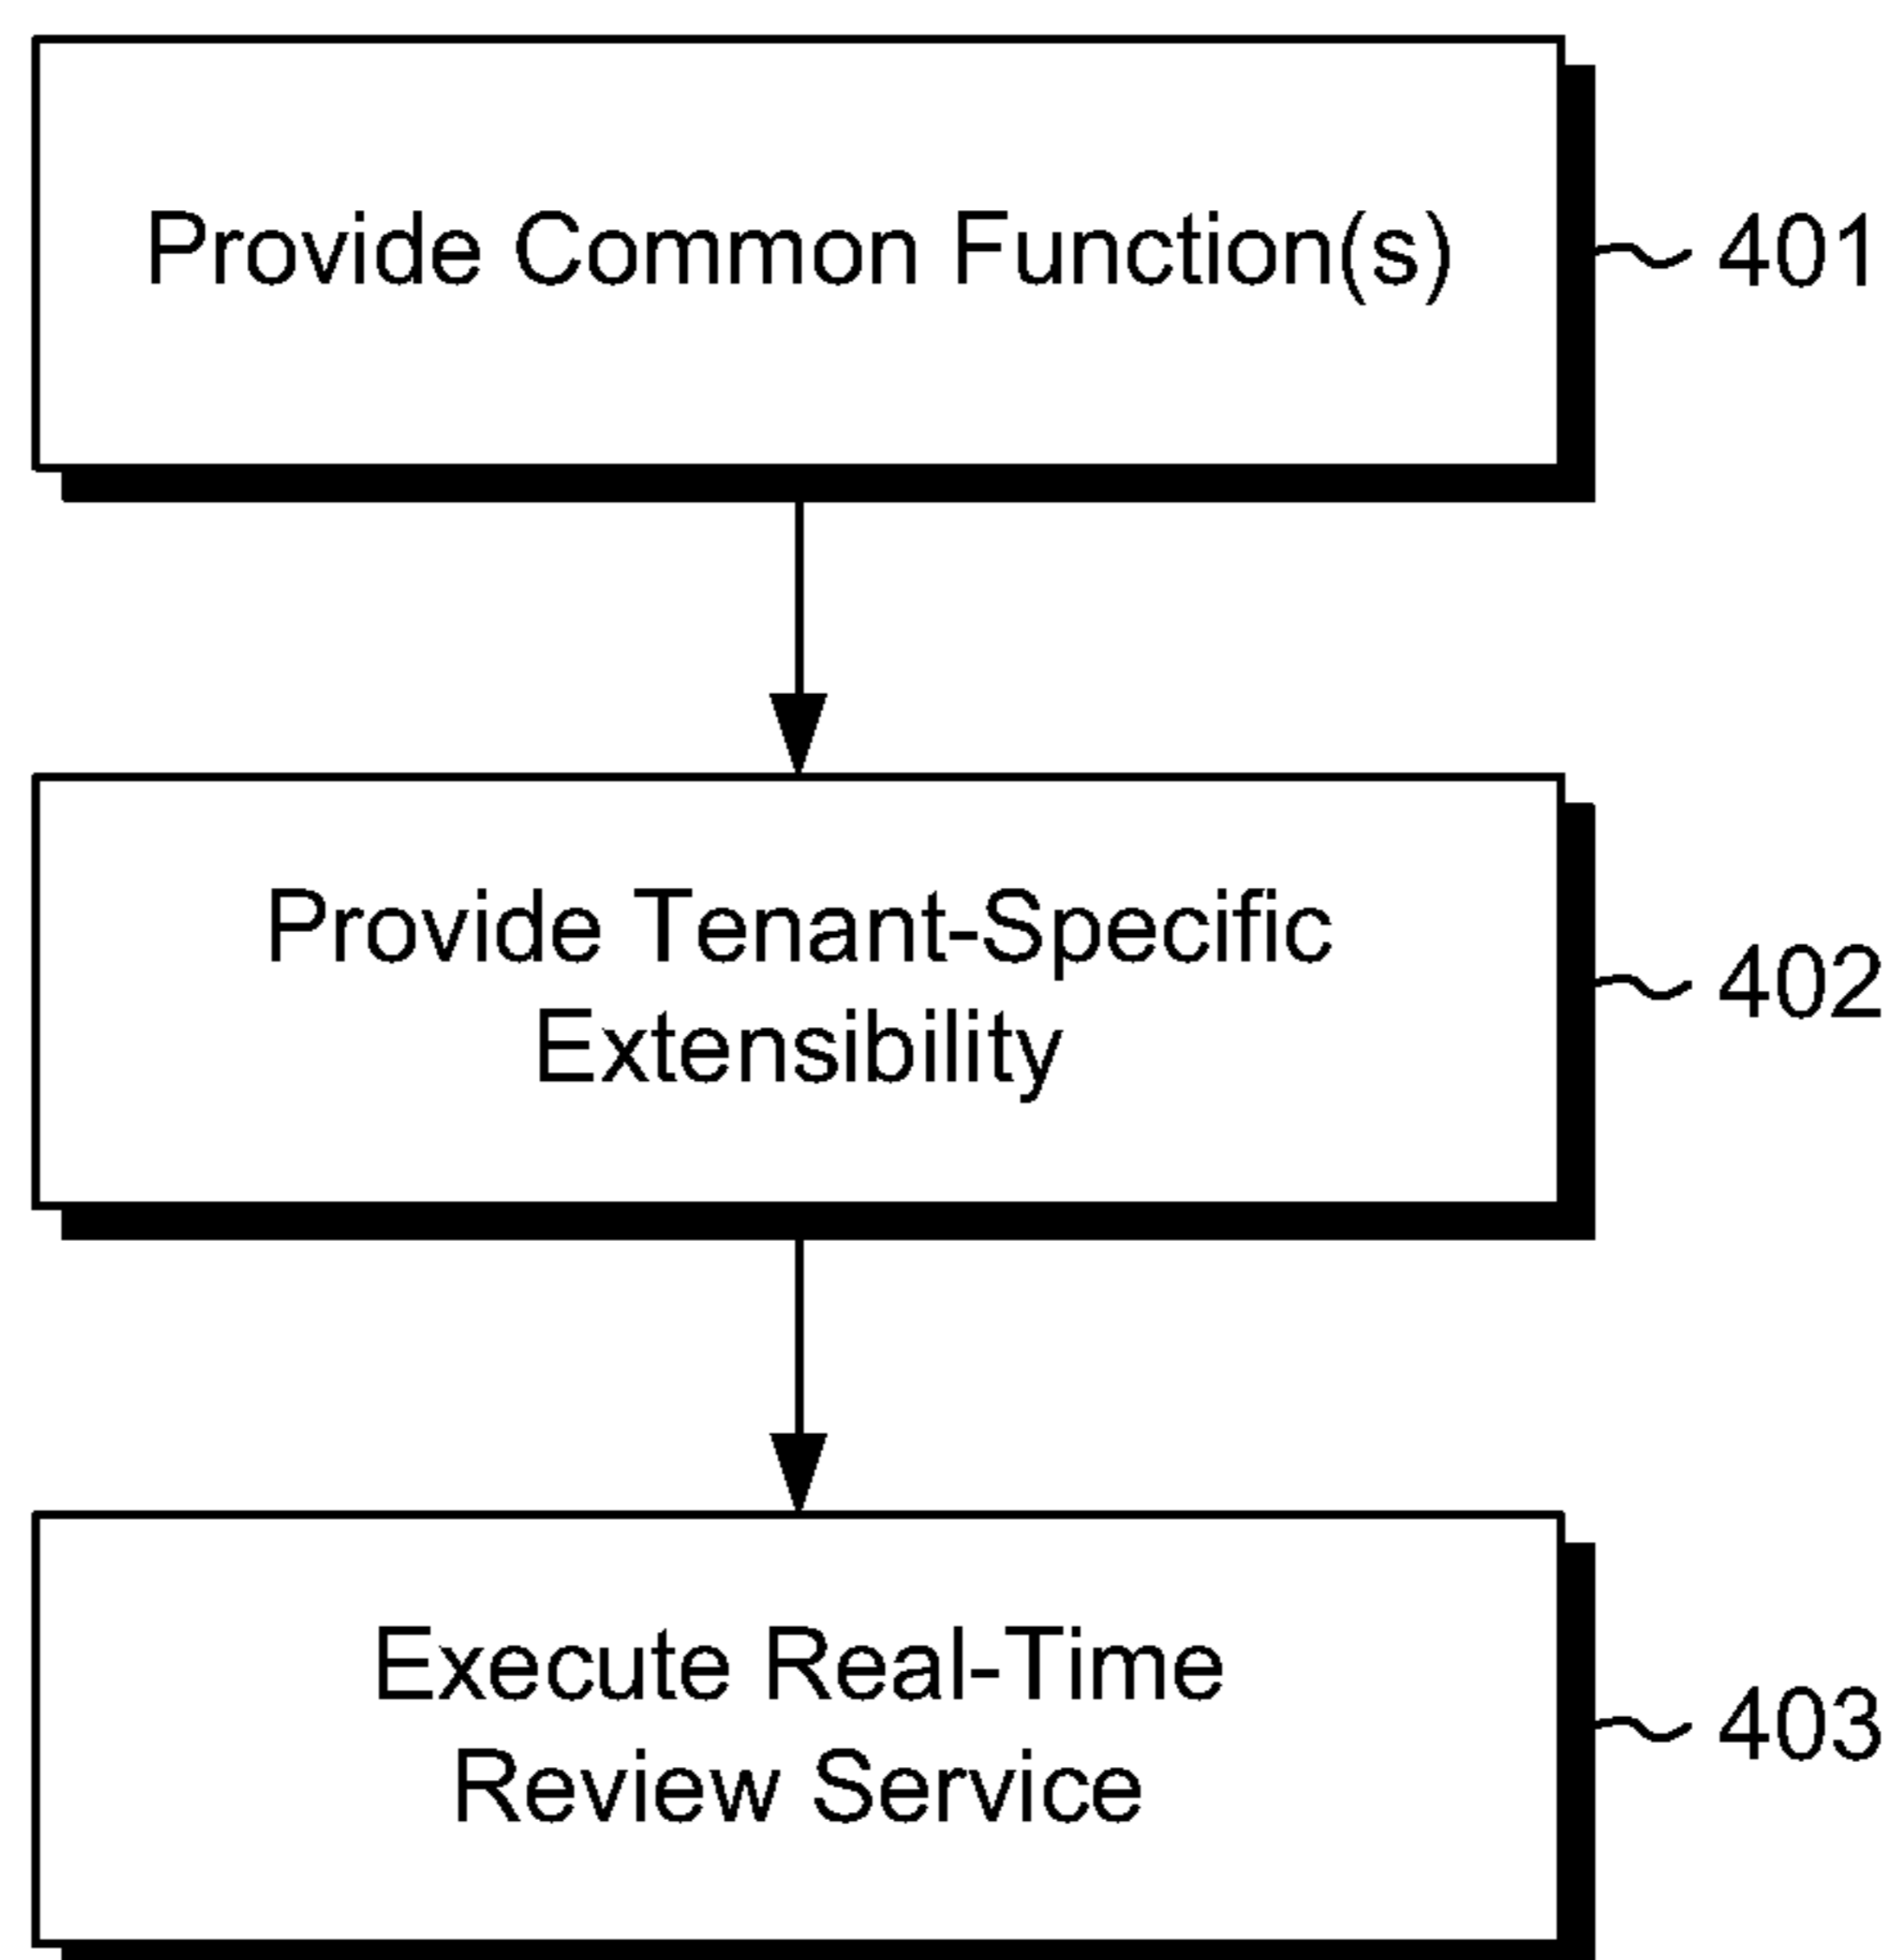 Provide Common Function(s)
401
Provide Tenant-Specific
Extensibility
402
Execute Real-Time
Review Service
403